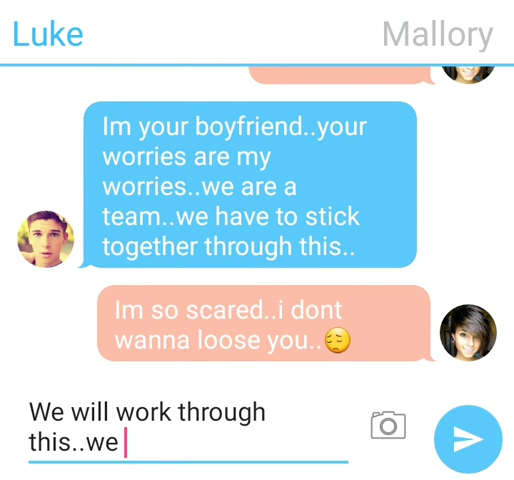 Luke
Mallory
Im your boyfriend..your
worries are my
worries..we are a
team..we have to stick
together through this..
Im so scared..i dont
wanna loose you..😔
We will work through
this..we